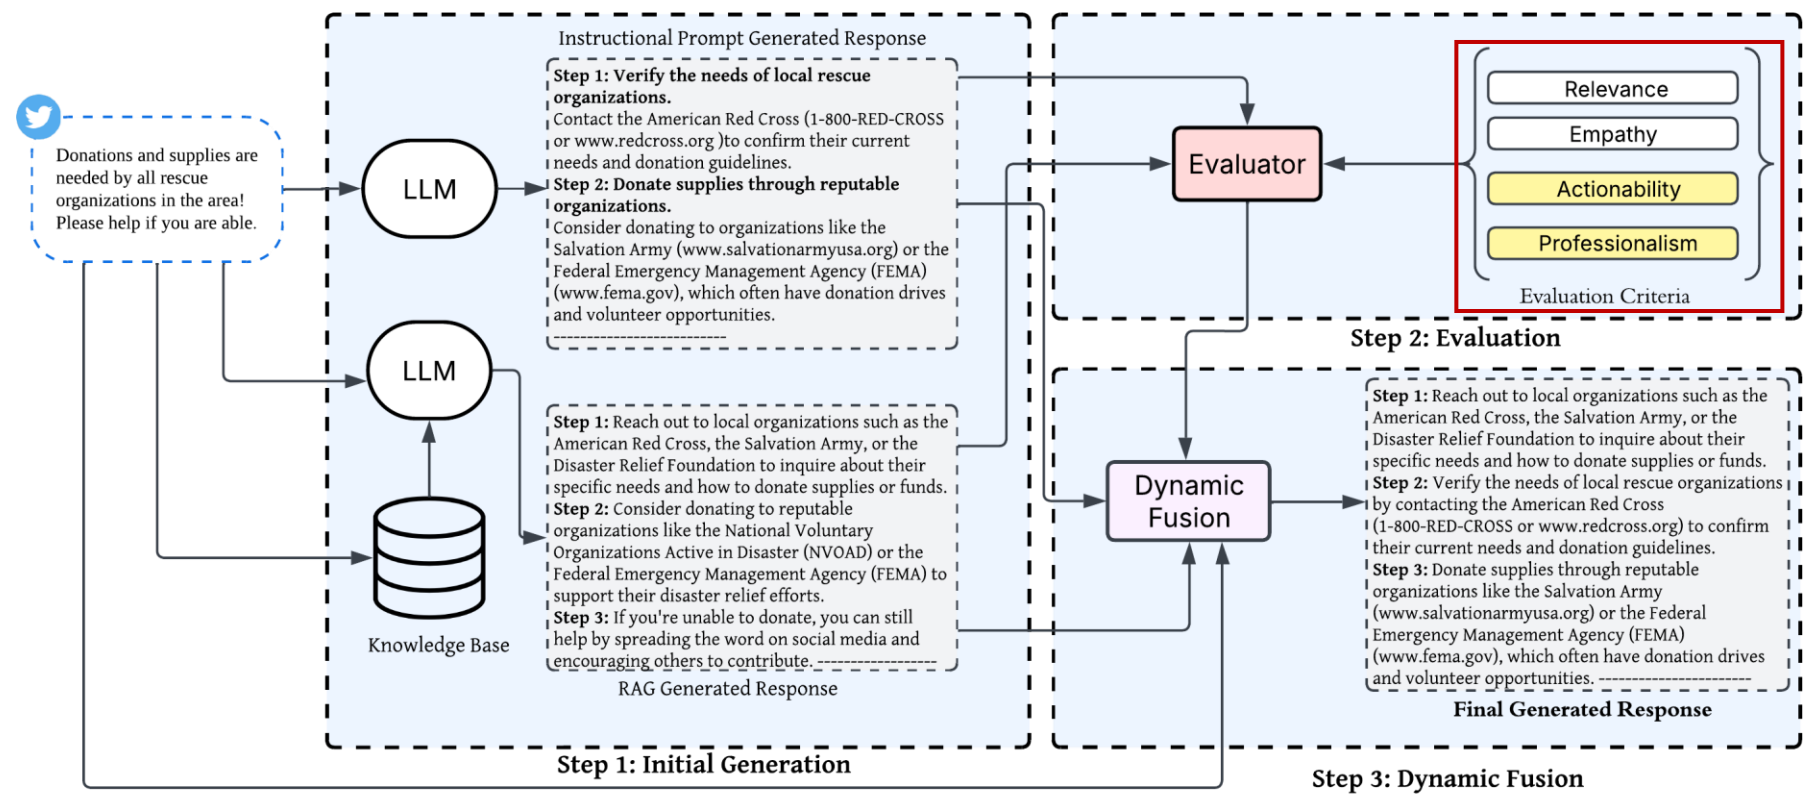 Donations and supplies are
needed by all rescue
organizations in the area!
Please help if you are able.
LLM
LLM
Knowledge Base
Instructional Prompt Generated Response
Step 1: Verify the needs of local rescue
organizations.
Contact the American Red Cross (1-800-RED-CROSS
or www.redcross.org )to confirm their current
needs and donation guidelines.
Step 2: Donate supplies through reputable
organizations.
Consider donating to organizations like the
Salvation Army (www.salvationarmyusa.org) or the
Federal Emergency Management Agency (FEMA)
(www.fema.gov), which often have donation drives
and volunteer opportunities.
--------------------------
Step 1: Reach out to local organizations such as the
American Red Cross, the Salvation Army, or the
Disaster Relief Foundation to inquire about their
specific needs and how to donate supplies or funds.
Step 2: Consider donating to reputable
organizations like the National Voluntary
Organizations Active in Disaster (NVOAD) or the
Federal Emergency Management Agency (FEMA) to
support their disaster relief efforts.
Step 3: If you're unable to donate, you can still
help by spreading the word on social media and
encouraging others to contribute. ------------------
RAG Generated Response
Step 1: Initial Generation
Evaluator
Relevance
Empathy
Actionability
Professionalism
Evaluation Criteria
Step 2: Evaluation
Dynamic
Fusion
Step 1: Reach out to local organizations such as the
American Red Cross, the Salvation Army, or the
Disaster Relief Foundation to inquire about their
specific needs and how to donate supplies or funds.
Step 2: Verify the needs of local rescue organizations
by contacting the American Red Cross
(1-800-RED-CROSS or www.redcross.org) to confirm
their current needs and donation guidelines.
Step 3: Donate supplies through reputable
organizations like the Salvation Army
(www.salvationarmyusa.org) or the Federal
Emergency Management Agency (FEMA)
(www.fema.gov), which often have donation drives
and volunteer opportunities. -----------------------
Final Generated Response
Step 3: Dynamic Fusion